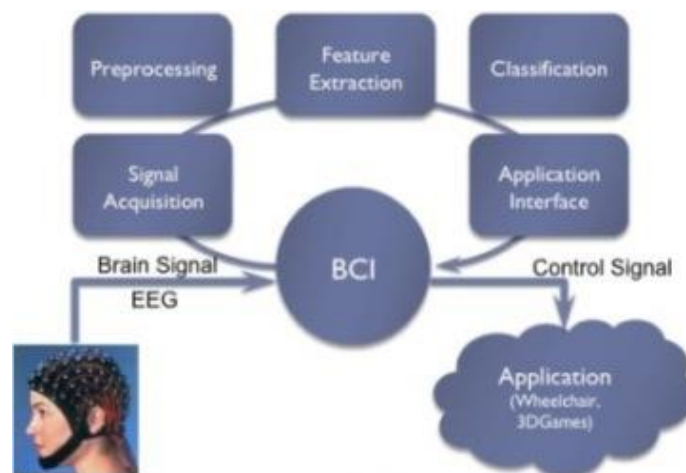 Preprocessing
Feature
Extraction
Classification
Signal
Acquisition
Application
Interface
BCI
Brain Signal
EEG
Control Signal
Application
(Wheelchair,
3DGames)